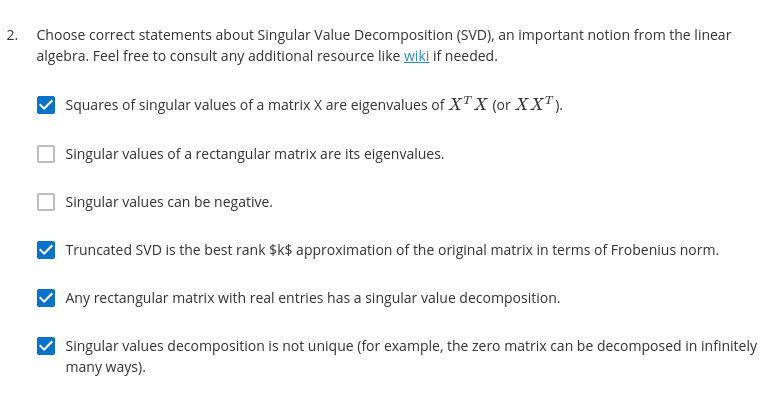 2. Choose correct statements about Singular Value Decomposition (SVD), an important notion from the linear
algebra. Feel free to consult any additional resource like wiki if needed.
Squares of singular values of a matrix X are eigenvalues of X^T X (or X X^T).
Singular values of a rectangular matrix are its eigenvalues.
Singular values can be negative.
Truncated SVD is the best rank $k$ approximation of the original matrix in terms of Frobenius norm.
Any rectangular matrix with real entries has a singular value decomposition.
Singular values decomposition is not unique (for example, the zero matrix can be decomposed in infinitely
many ways).